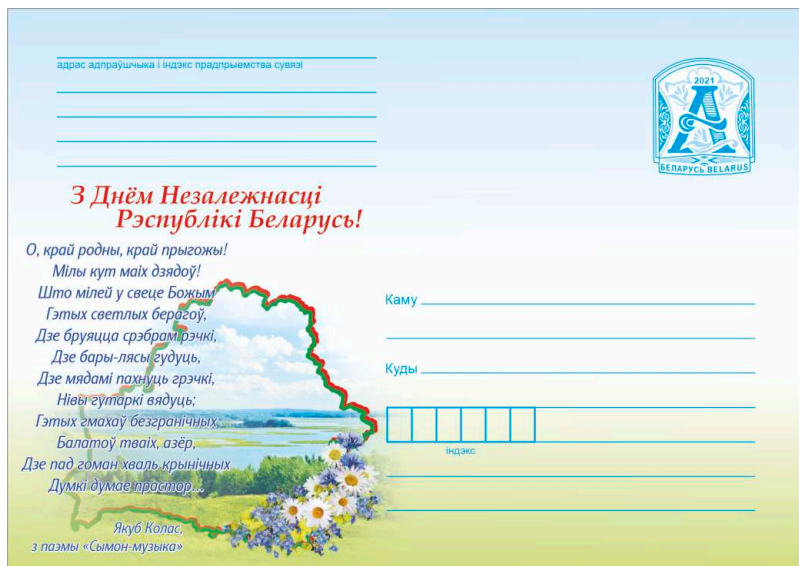 адрас адпраўшчыка і індэкс прадпрыемства сувязі
2021
А
БЕЛАРУСЬ BELARUS
З Днём Незалежнасці
Рэспублікі Беларусь!
О, край родны, край прыгожы!
Мілы кут маіх дзядоў!
Што мілей у свеце Божым
Гэтых светлых берагоў,
Дзе бруяцца срэбрам рэчкі,
Дзе бары-лясы гудуць,
Дзе мядамі пахнуць грэчкі,
Нівы гутаркі вядуць;
Гэтых гмахаў безгранічных
Балатоў тваіх, азёр,
Дзе пад гоман хваль крынічных
Думкі думае прастор...
Якуб Колас,
з паэмы «Сымон-музыка»
Каму
Куды
індэкс